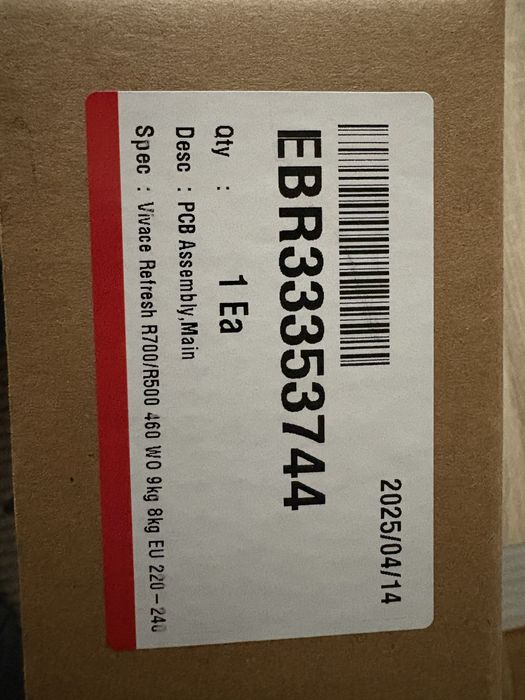 2025/04/14
EBR33353744
Qty : 1 Ea
Desc : PCB Assembly,Main
Spec : Vivace Refresh R700/R500 460 WO 9kg 8kg EU 220-240